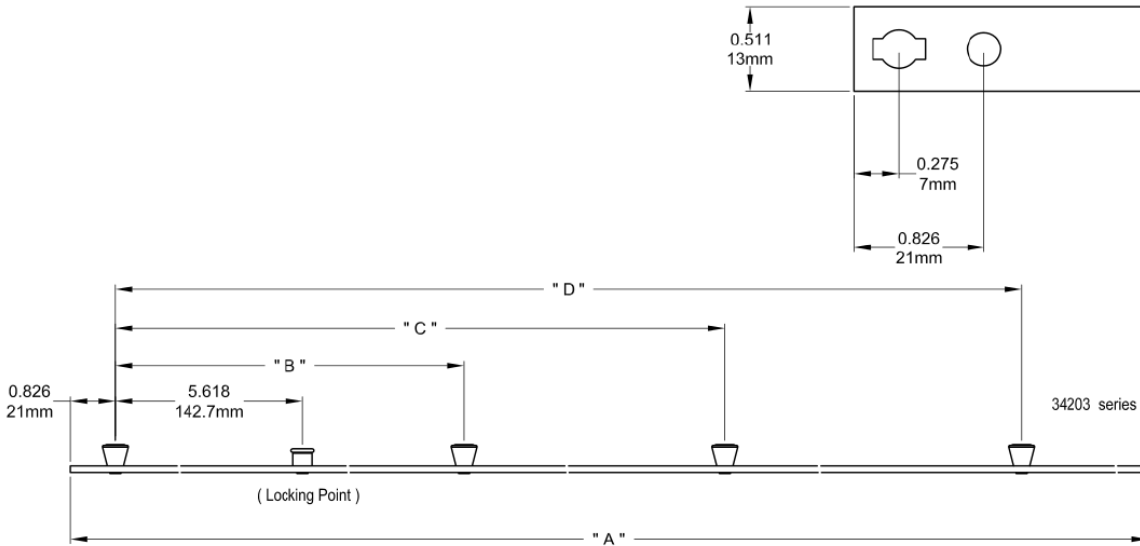 0.511
13mm
0.275
7mm
0.826
21mm
" D "
" C "
" B "
0.826
21mm
5.618
142.7mm
34203 series
( Locking Point )
" A "